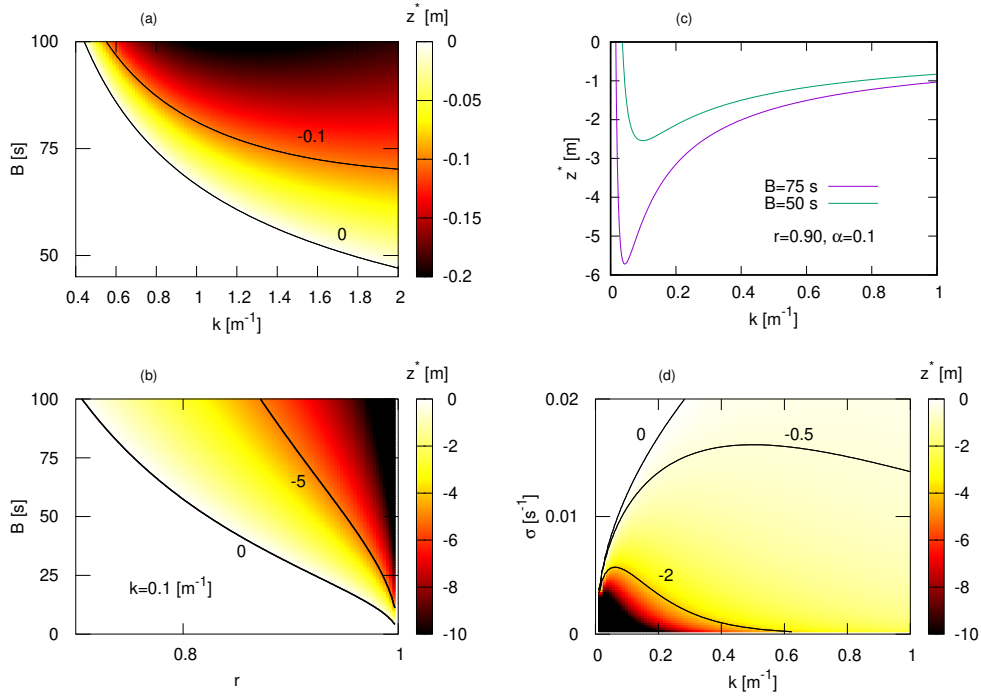 (a)
z* [m]
B [s]
100
75
50
-0.1
0
0.4 0.6 0.8 1 1.2 1.4 1.6 1.8 2
k [m⁻¹]
0
-0.05
-0.1
-0.15
-0.2
(c)
z* [m]
0
-1
-2
-3
-4
-5
-6
B=75 s
B=50 s
r=0.90, α=0.1
0 0.2 0.4 0.6 0.8 1
k [m⁻¹]
(b)
z* [m]
B [s]
100
75
50
25
0
-5
0
k=0.1 [m⁻¹]
0.8 1
r
0
-2
-4
-6
-8
-10
(d)
z* [m]
σ [s⁻¹]
0.02
0.01
0
0
-0.5
-2
0 0.2 0.4 0.6 0.8 1
k [m⁻¹]
0
-2
-4
-6
-8
-10